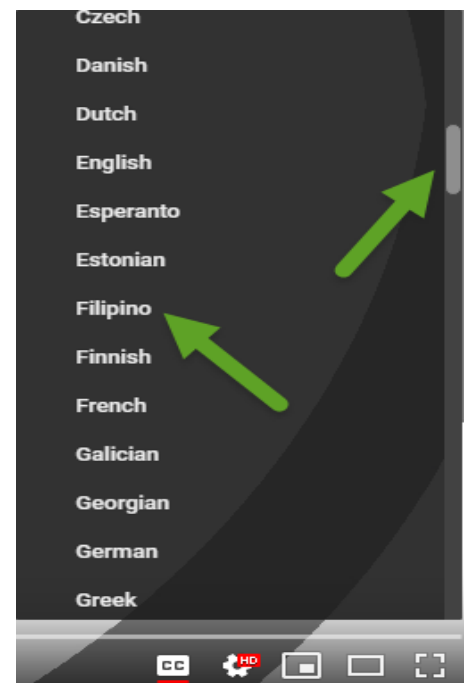 Czech
Danish
Dutch
English
Esperanto
Estonian
Filipino
Finnish
French
Galician
Georgian
German
Greek
CC HD